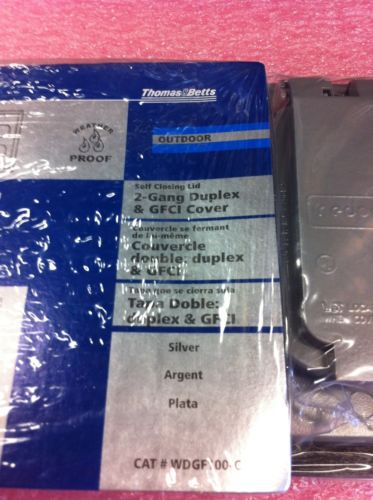 Thomas&Betts
WEATHER
PROOF
OUTDOOR
Self Closing Lid
2-Gang Duplex
& GFCI Cover
Couvercle se fermant
de lui-même
Couvercle
double: duplex
& GFCI
Tapa que se cierra sola
Tapa Doble:
duplex & GFCI
Silver
Argent
Plata
CAT # WDGF100-C